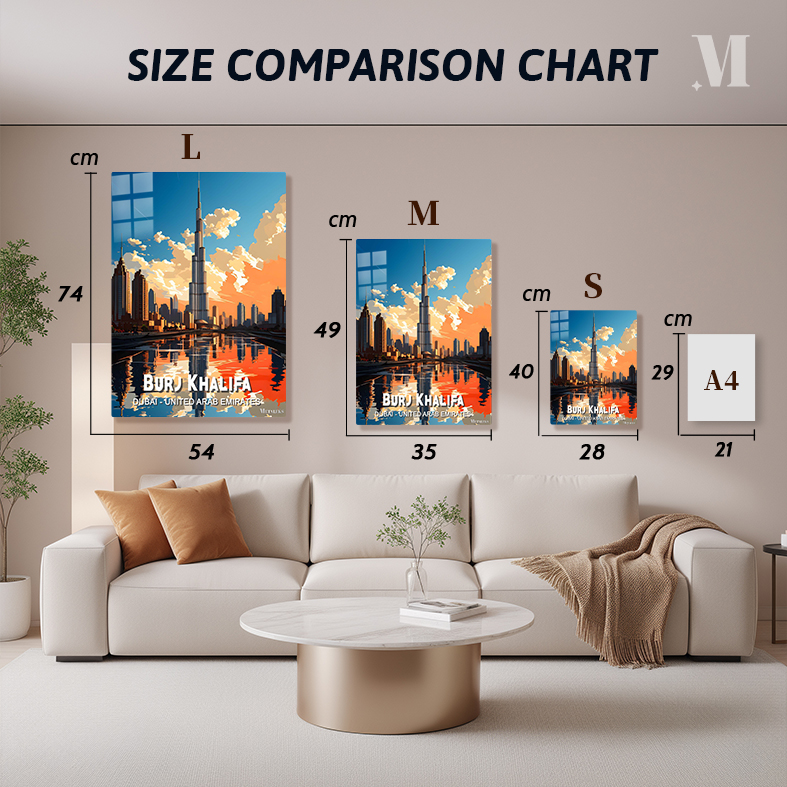 SIZE COMPARISON CHART
M
cm
L
74
54
BURJ KHALIFA
DUBAI - UNITED ARAB EMIRATES
cm
M
49
35
BURJ KHALIFA
DUBAI - UNITED ARAB EMIRATES
cm
S
40
28
BURJ KHALIFA
cm
29
A4
21